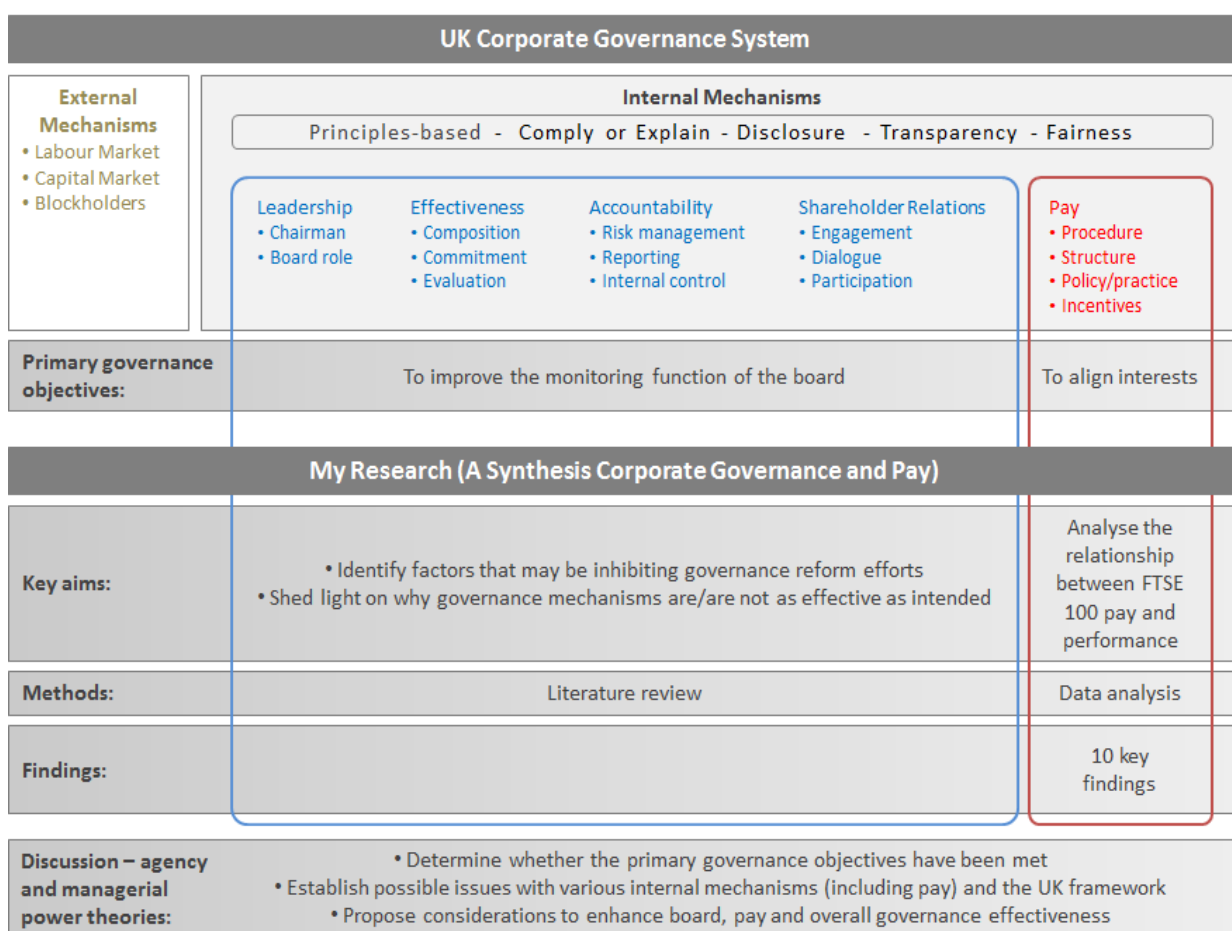 UK Corporate Governance System
External
Mechanisms
• Labour Market
• Capital Market
• Blockholders
Internal Mechanisms
Principles-based - Comply or Explain - Disclosure - Transparency - Fairness
Leadership
• Chairman
• Board role
Effectiveness
• Composition
• Commitment
• Evaluation
Accountability
• Risk management
• Reporting
• Internal control
Shareholder Relations
• Engagement
• Dialogue
• Participation
Pay
• Procedure
• Structure
• Policy/practice
• Incentives
Primary governance
objectives:
To improve the monitoring function of the board
To align interests
My Research (A Synthesis Corporate Governance and Pay)
Key aims:
• Identify factors that may be inhibiting governance reform efforts
• Shed light on why governance mechanisms are/are not as effective as intended
Analyse the
relationship
between FTSE
100 pay and
performance
Methods:
Literature review
Data analysis
Findings:
10 key
findings
Discussion – agency
and managerial
power theories:
• Determine whether the primary governance objectives have been met
• Establish possible issues with various internal mechanisms (including pay) and the UK framework
• Propose considerations to enhance board, pay and overall governance effectiveness